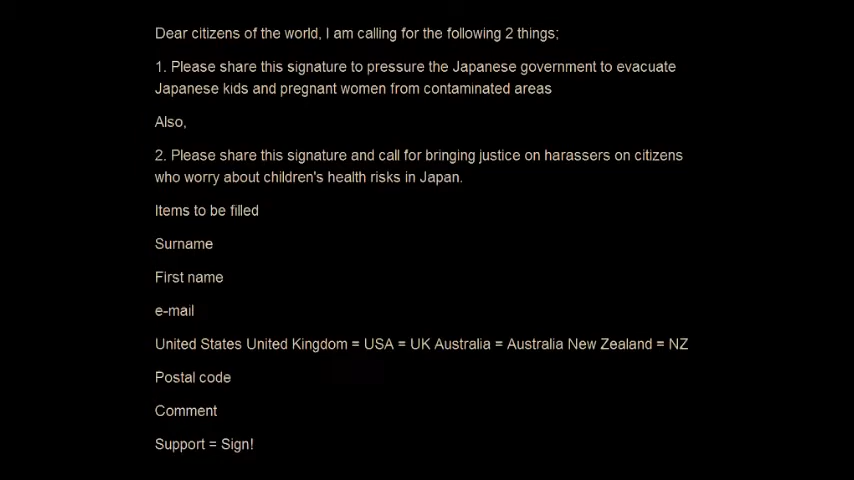 Dear citizens of the world, I am calling for the following 2 things;
1. Please share this signature to pressure the Japanese government to evacuate
Japanese kids and pregnant women from contaminated areas
Also,
2. Please share this signature and call for bringing justice on harassers on citizens
who worry about children's health risks in Japan.
Items to be filled
Surname
First name
e-mail
United States United Kingdom = USA = UK Australia = Australia New Zealand = NZ
Postal code
Comment
Support = Sign!